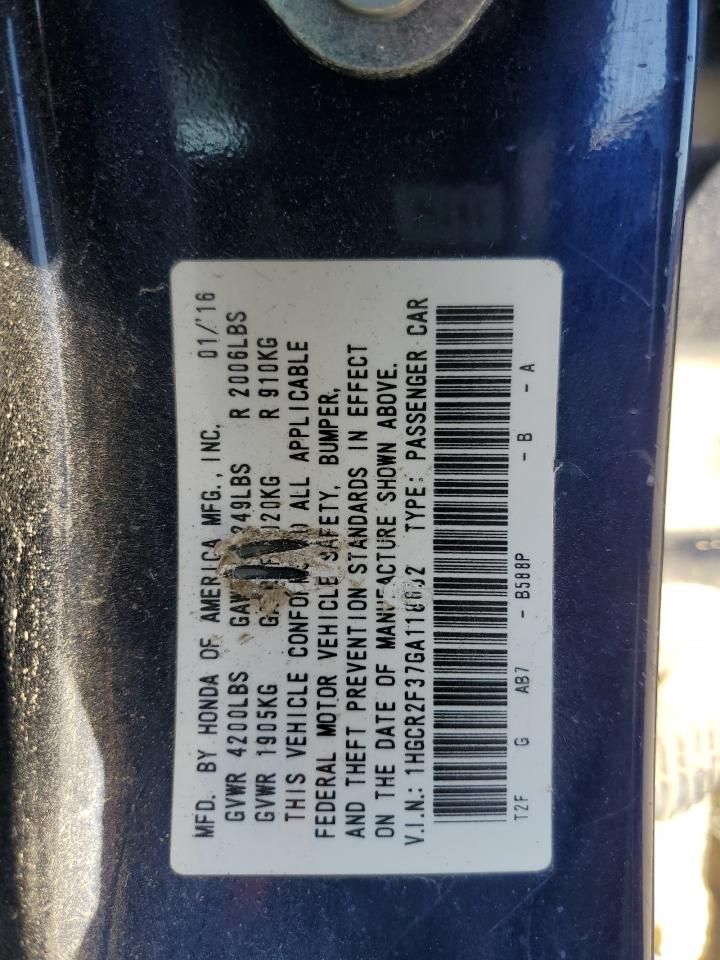 MFD. BY HONDA OF AMERICA MFG., INC. 01/'16
GVWR 4200LBS R 2006LBS
GVWR 1905KG R 910KG
THIS VEHICLE ALL APPLICABLE
FEDERAL MOTOR VEHICLE SAFETY, BUMPER,
AND THEFT PREVENTION STANDARDS IN EFFECT
ON THE DATE OF MANUFACTURE SHOWN ABOVE.
V.I.N.: TYPE: PASSENGER CAR
T2F G AB7 - B588P - B - A